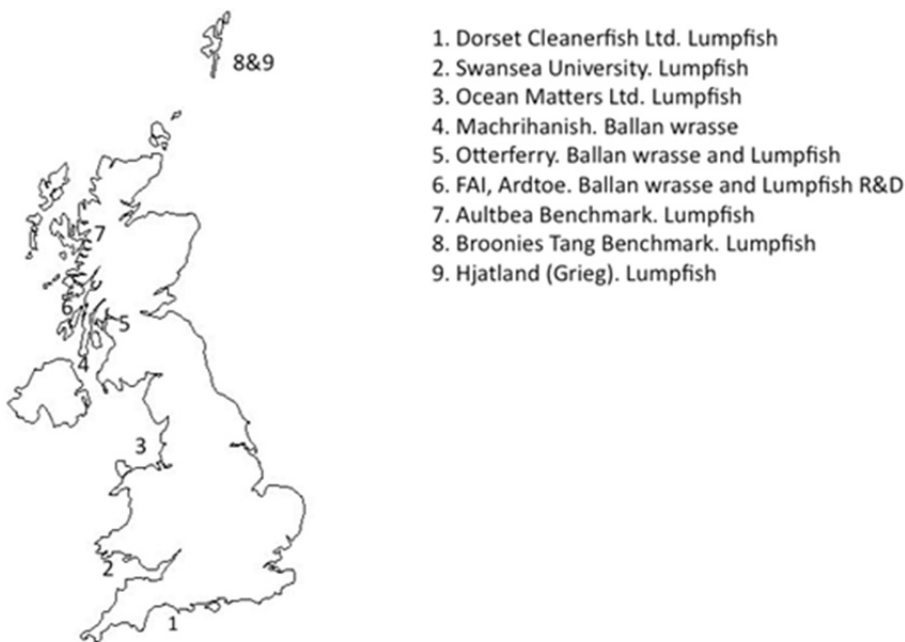 8&9
1. Dorset Cleanerfish Ltd. Lumpfish
2. Swansea University. Lumpfish
3. Ocean Matters Ltd. Lumpfish
4. Machrihanish. Ballan wrasse
5. Otterferry. Ballan wrasse and Lumpfish
6. FAI, Ardtoe. Ballan wrasse and Lumpfish R&D
7. Aultbea Benchmark. Lumpfish
8. Broonies Tang Benchmark. Lumpfish
9. Hjatland (Grieg). Lumpfish
7
6
5
4
3
2
1